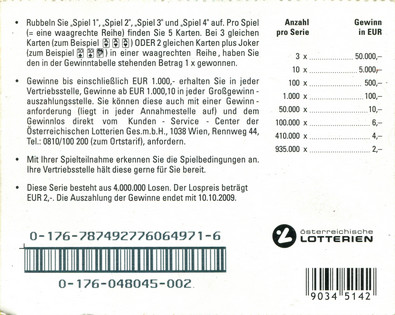 • Rubbeln Sie „Spiel 1", „Spiel 2", „Spiel 3" und „Spiel 4" auf. Pro Spiel
(= eine waagrechte Reihe) finden Sie 5 Karten. Bei 3 gleichen
Karten (zum Beispiel ) ODER 2 gleichen Karten plus Joker
(zum Beispiel ) in einer waagrechten Reihe, haben Sie
den in der Gewinntabelle stehenden Betrag 1 x gewonnen.
• Gewinne bis einschließlich EUR 1.000,- erhalten Sie in jeder
Vertriebsstelle, Gewinne ab EUR 1.000,10 in jeder Großgewinn-
auszahlungsstelle. Sie können diese auch mit einer Gewinn-
anforderung (liegt in jeder Annahmestelle auf) und dem
Gewinnlos direkt vom Kunden - Service - Center der
Österreichischen Lotterien Ges.m.b.H., 1038 Wien, Rennweg 44,
Tel.: 0810/100 200 (zum Ortstarif), anfordern.
• Mit Ihrer Spielteilnahme erkennen Sie die Spielbedingungen an.
Ihre Vertriebsstelle hält diese gerne für Sie bereit.
• Diese Serie besteht aus 4.000.000 Losen. Der Lospreis beträgt
EUR 2,-. Die Auszahlung der Gewinne endet mit 10.10.2009.
Anzahl Gewinn
pro Serie in EUR
3 x 50.000,-
10 x 5.000,-
100 x 500,-
1.000 x 100,-
50.000 x 10,-
100.000 x 6,-
410.000 x 4,-
935.000 x 2,-
österreichische
LOTTERIEN
0-176-787492776064971-6
0-176-048045-002
9034 5142